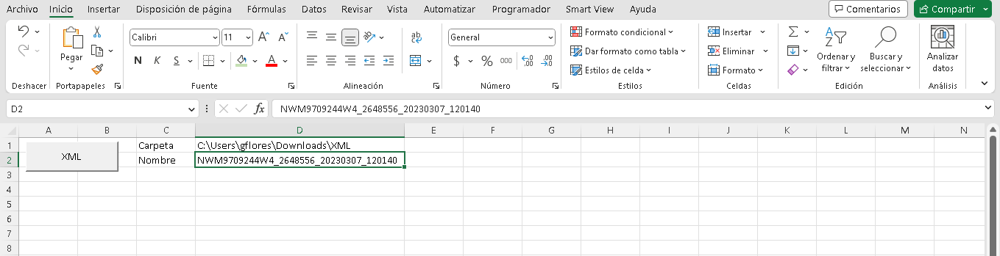 Archivo Inicio Insertar Disposición de página Fórmulas Datos Revisar Vista Automatizar Programador Smart View Ayuda Comentarios Compartir
Pegar
Calibri 11
N K S A
ab
General
$ % 000
Formato condicional
Dar formato como tabla
Estilos de celda
Insertar
Eliminar
Formato
Ordenar y
filtrar
Buscar y
seleccionar
Analizar
datos
Deshacer Portapapeles Fuente Alineación Número Estilos Celdas Edición Análisis
D2 fx NWM9709244W4_2648556_20230307_120140
A B C D E F G H I J K L M N
1 Carpeta C:\Users\gflores\Downloads\XML
XML
2 Nombre NWM9709244W4_2648556_20230307_120140
3
4
5
6
7
8